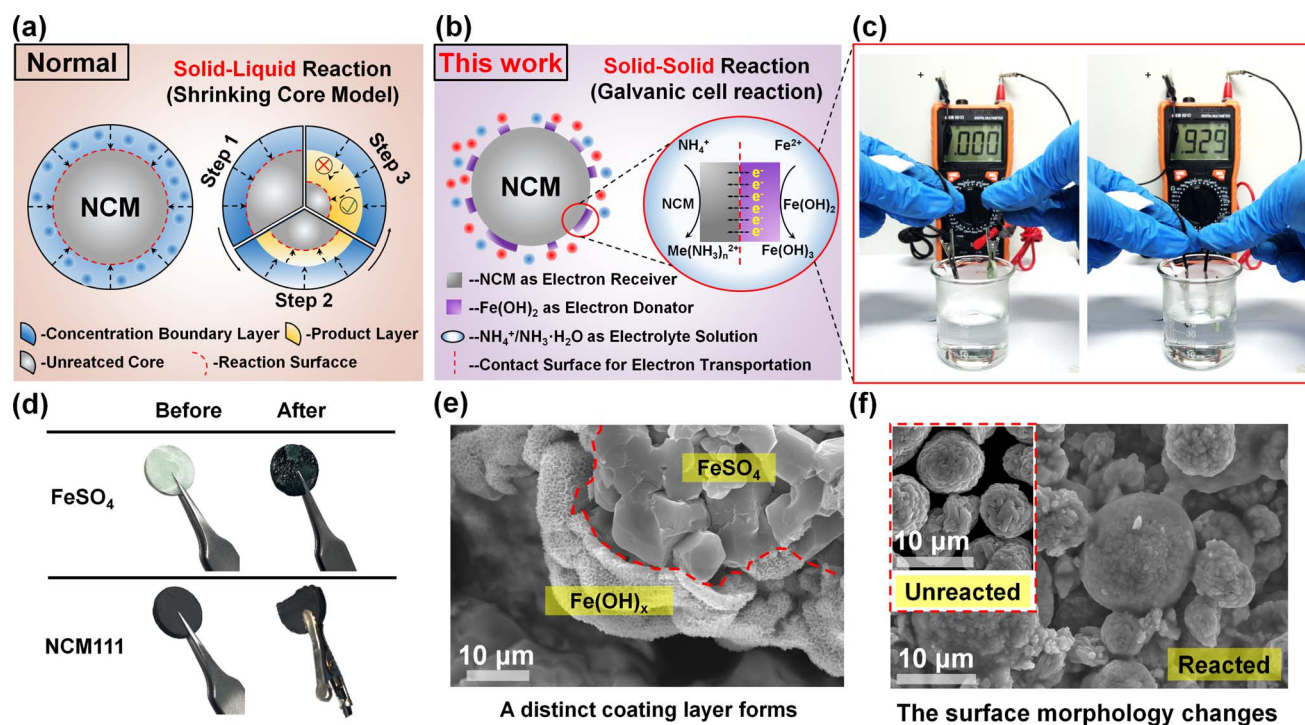 (a)
Normal
Solid-Liquid Reaction
(Shrinking Core Model)
NCM
Step 1
Step 3
Step 2
-Concentration Boundary Layer
-Product Layer
-Unreatced Core
-Reaction Surfacce
(b)
This work
Solid-Solid Reaction
(Galvanic cell reaction)
NCM
NH₄⁺
Fe²⁺
e⁻
e⁻
e⁻
e⁻
e⁻
e⁻
NCM
Fe(OH)₂
Me(NH₃)ₙ²⁺
Fe(OH)₃
--NCM as Electron Receiver
--Fe(OH)₂ as Electron Donator
--NH₄⁺/NH₃·H₂O as Electrolyte Solution
--Contact Surface for Electron Transportation
(c)
+
.000
+
-
.929
(d)
Before
After
FeSO₄
NCM111
(e)
FeSO₄
Fe(OH)ₓ
10 μm
A distinct coating layer forms
(f)
10 μm
Unreacted
10 μm
Reacted
The surface morphology changes